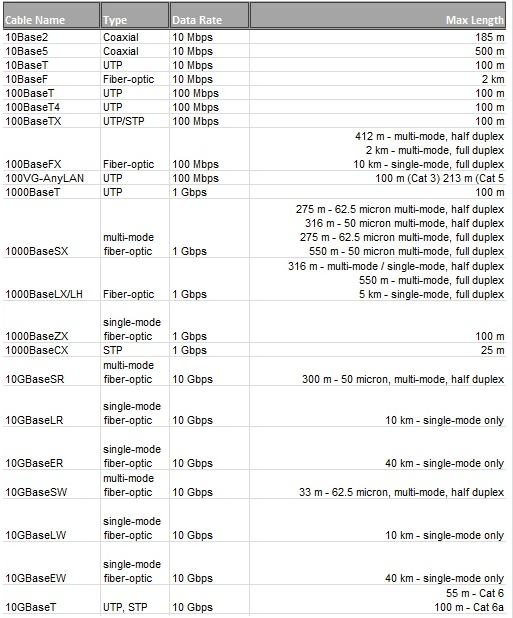 Cable Name Type Data Rate Max Length
10Base2 Coaxial 10 Mbps 185 m
10Base5 Coaxial 10 Mbps 500 m
10BaseT UTP 10 Mbps 100 m
10BaseF Fiber-optic 10 Mbps 2 km
100BaseT UTP 100 Mbps 100 m
100BaseT4 UTP 100 Mbps 100 m
100BaseTX UTP/STP 100 Mbps 100 m
412 m - multi-mode, half duplex
2 km - multi-mode, full duplex
100BaseFX Fiber-optic 100 Mbps 10 km - single-mode, full duplex
100VG-AnyLAN UTP 100 Mbps 100 m (Cat 3) 213 m (Cat 5
1000BaseT UTP 1 Gbps 100 m
275 m - 62.5 micron multi-mode, half duplex
316 m - 50 micron multi-mode, half duplex
multi-mode 275 m - 62.5 micron multi-mode, full duplex
1000BaseSX fiber-optic 1 Gbps 550 m - 50 micron multi-mode, full duplex
316 m - multi-mode / single-mode, half duplex
550 m - multi-mode, full duplex
1000BaseLX/LH Fiber-optic 1 Gbps 5 km - single-mode, full duplex
single-mode
1000BaseZX fiber-optic 1 Gbps 100 m
1000BaseCX STP 1 Gbps 25 m
multi-mode
10GBaseSR fiber-optic 10 Gbps 300 m - 50 micron, multi-mode, half duplex
single-mode
10GBaseLR fiber-optic 10 Gbps 10 km - single-mode only
single-mode
10GBaseER fiber-optic 10 Gbps 40 km - single-mode only
multi-mode
10GBaseSW fiber-optic 10 Gbps 33 m - 62.5 micron, multi-mode, half duplex
single-mode
10GBaseLW fiber-optic 10 Gbps 10 km - single-mode only
single-mode
10GBaseEW fiber-optic 10 Gbps 40 km - single-mode only
55 m - Cat 6
10GBaseT UTP, STP 10 Gbps 100 m - Cat 6a